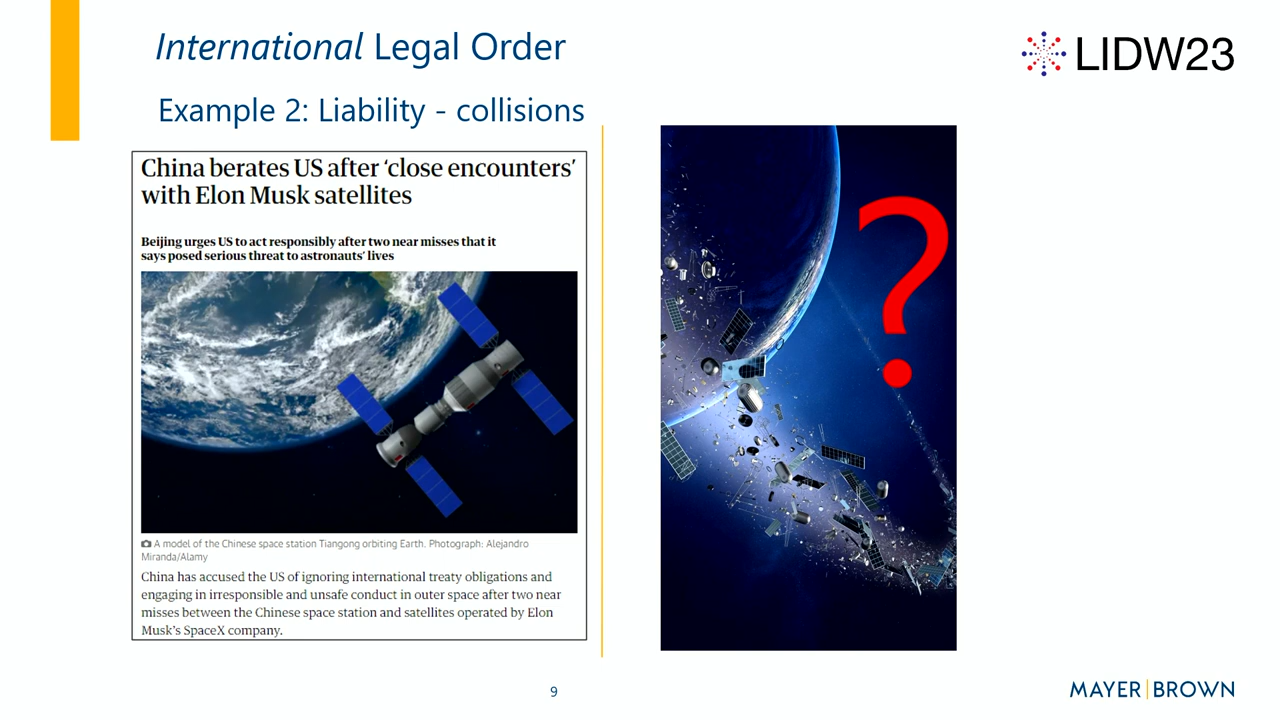 International Legal Order
LIDW23
Example 2: Liability - collisions
China berates US after ‘close encounters’
with Elon Musk satellites
Beijing urges US to act responsibly after two near misses that it
says posed serious threat to astronauts’ lives
A model of the Chinese space station Tiangong orbiting Earth. Photograph: Alejandro
Miranda/Alamy
China has accused the US of ignoring international treaty obligations and
engaging in irresponsible and unsafe conduct in outer space after two near
misses between the Chinese space station and satellites operated by Elon
Musk’s SpaceX company.
?
9
MAYER|BROWN